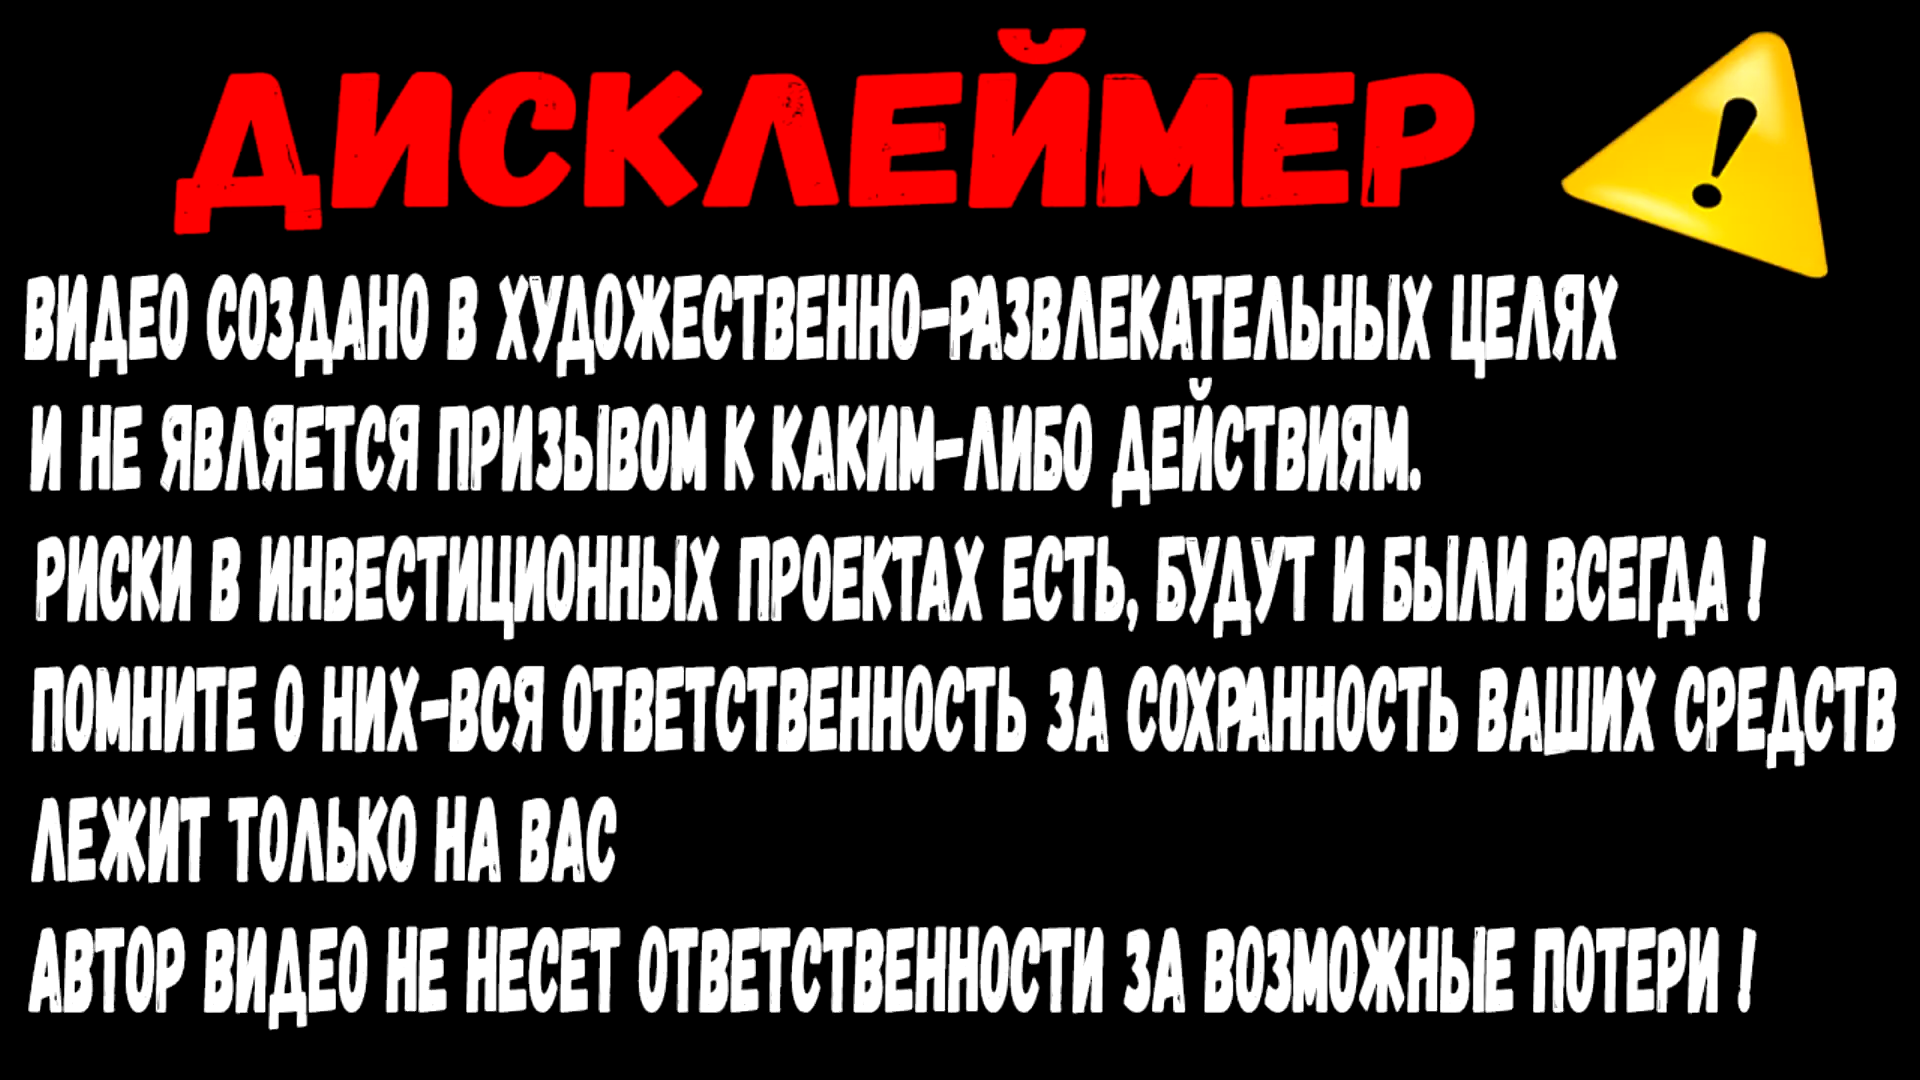 ДИСКЛЕЙМЕР
ВИДЕО СОЗДАНО В ХУДОЖЕСТВЕННО-РАЗВЛЕКАТЕЛЬНЫХ ЦЕЛЯХ
И НЕ ЯВЛЯЕТСЯ ПРИЗЫВОМ К КАКИМ-ЛИБО ДЕЙСТВИЯМ.
РИСКИ В ИНВЕСТИЦИОННЫХ ПРОЕКТАХ ЕСТЬ, БУДУТ И БЫЛИ ВСЕГДА !
ПОМНИТЕ О НИХ-ВСЯ ОТВЕТСТВЕННОСТЬ ЗА СОХРАННОСТЬ ВАШИХ СРЕДСТВ
ЛЕЖИТ ТОЛЬКО НА ВАС
АВТОР ВИДЕО НЕ НЕСЕТ ОТВЕТСТВЕННОСТИ ЗА ВОЗМОЖНЫЕ ПОТЕРИ !